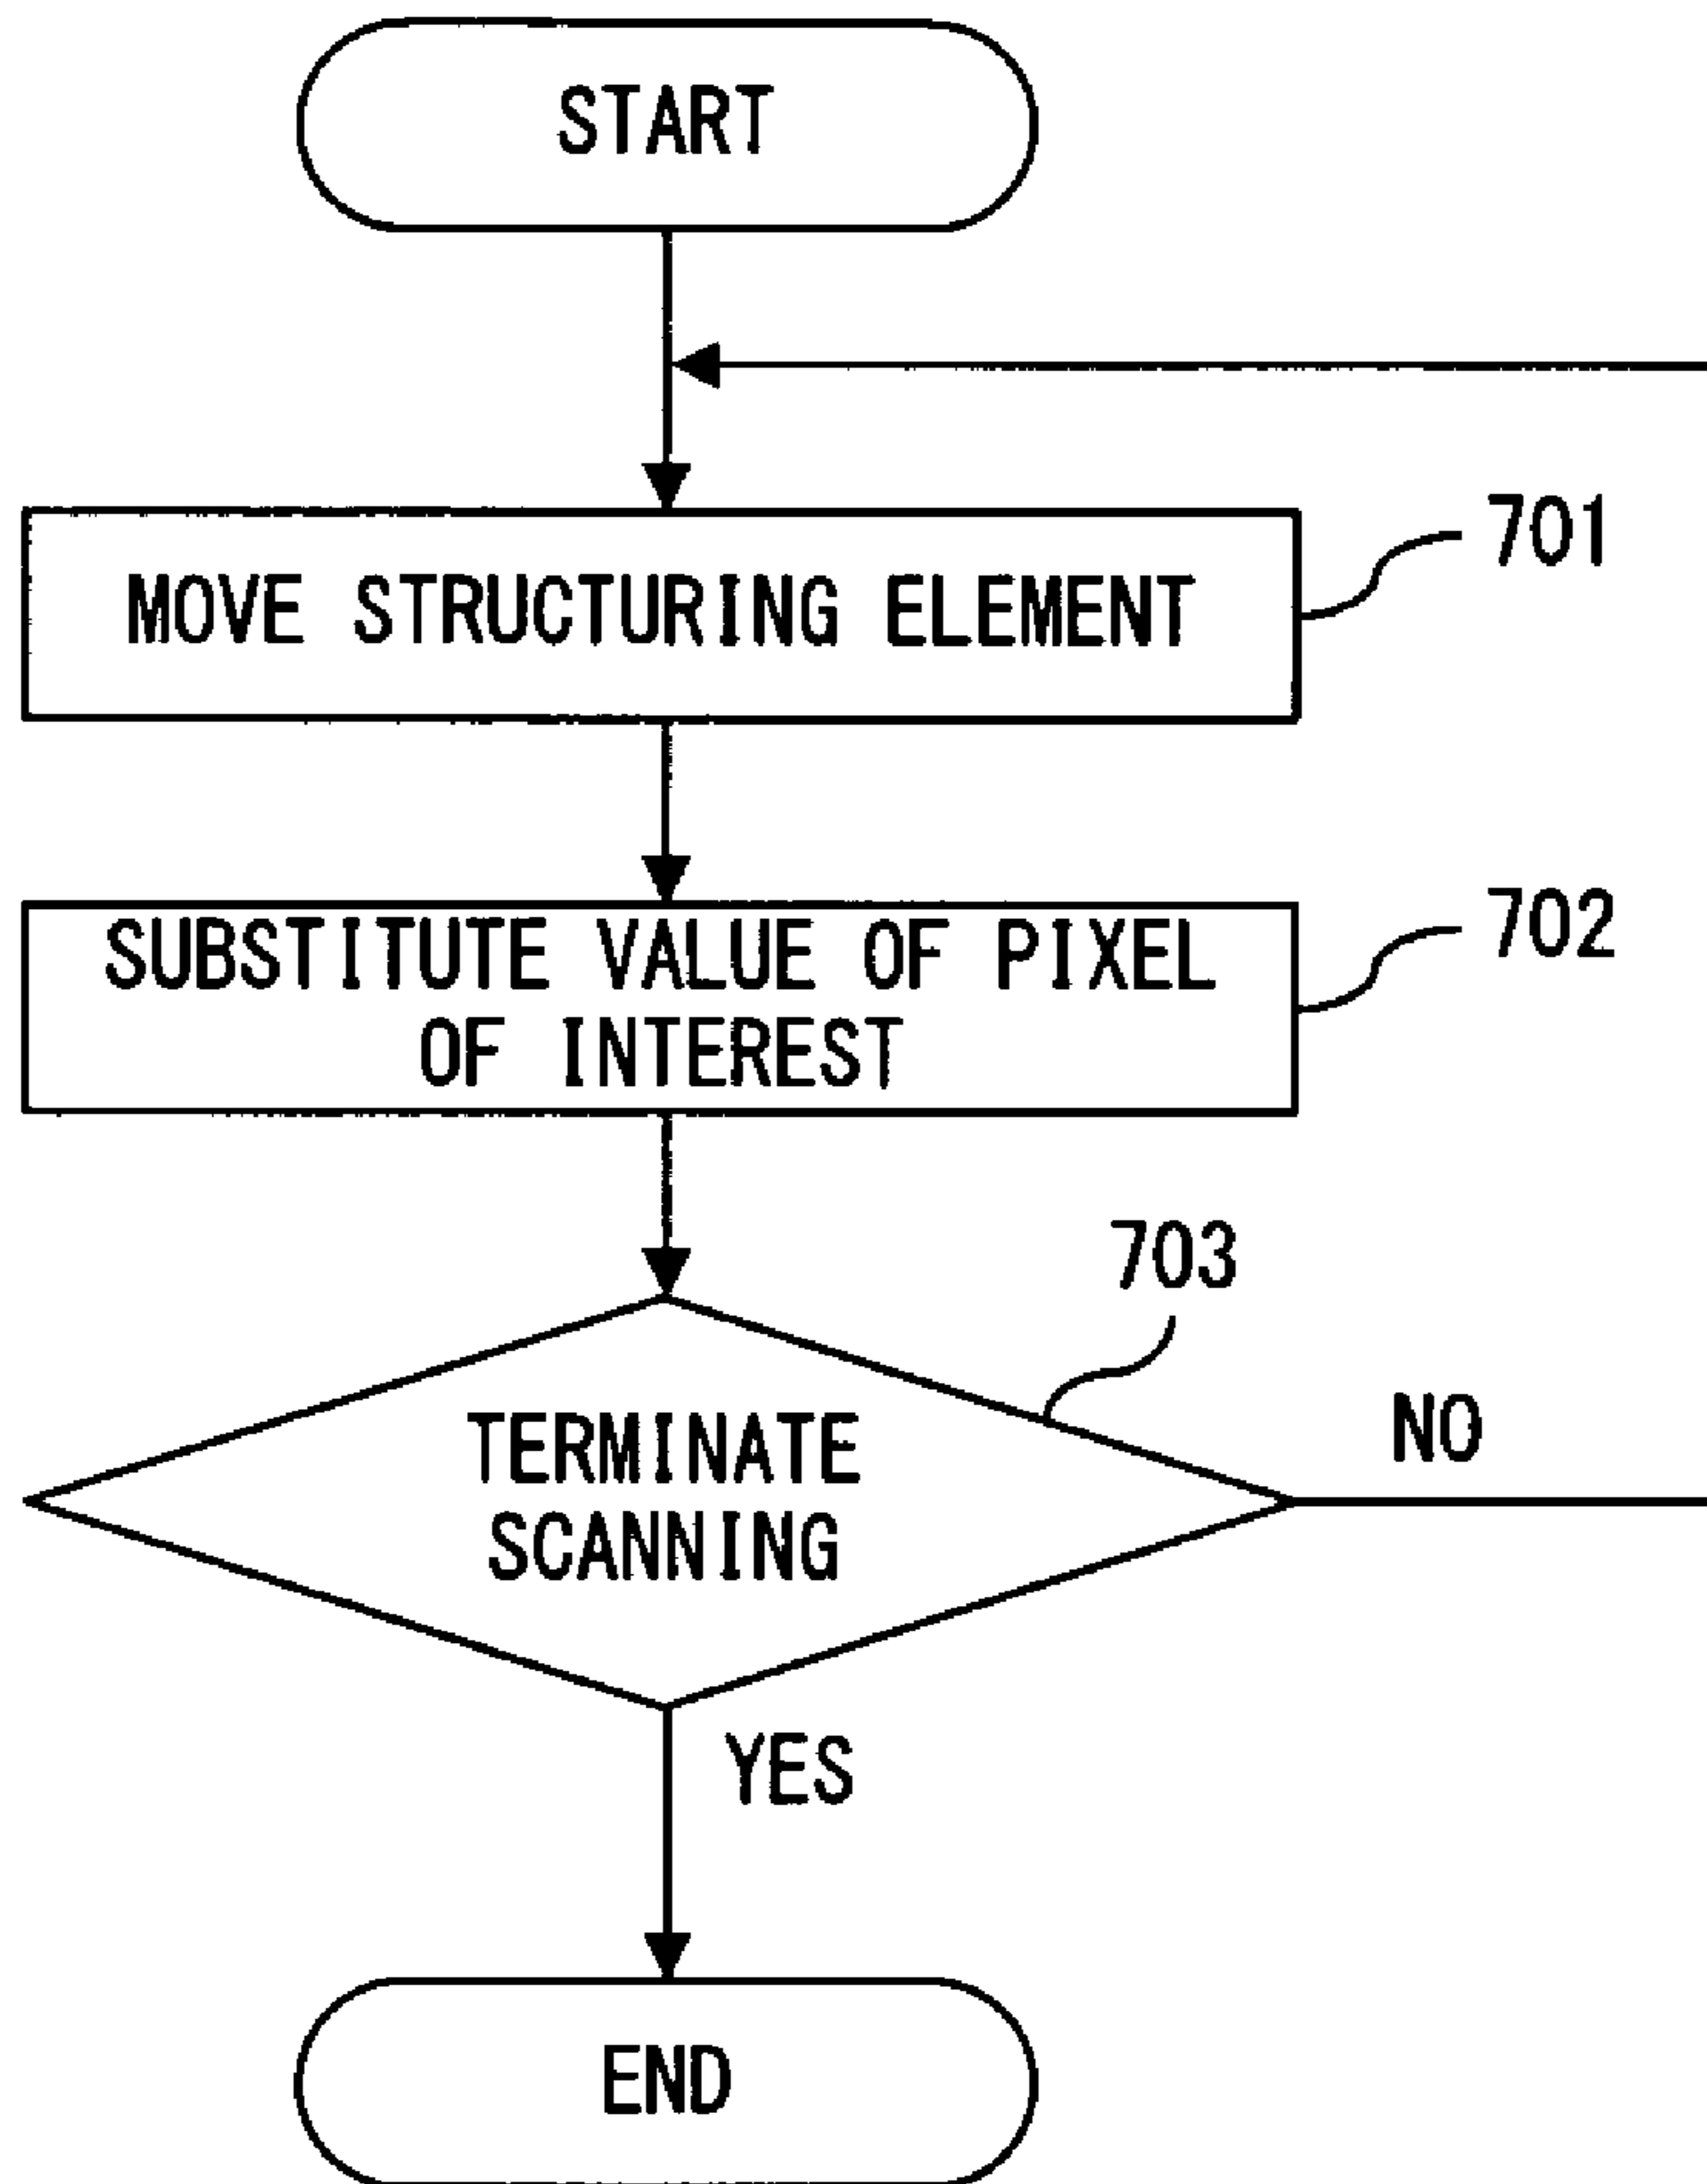 START
701
MOVE STRUCTURING ELEMENT
702
SUBSTITUTE VALUE OF PIXEL
OF INTEREST
703
TERMINATE
SCANNING
NO
YES
END